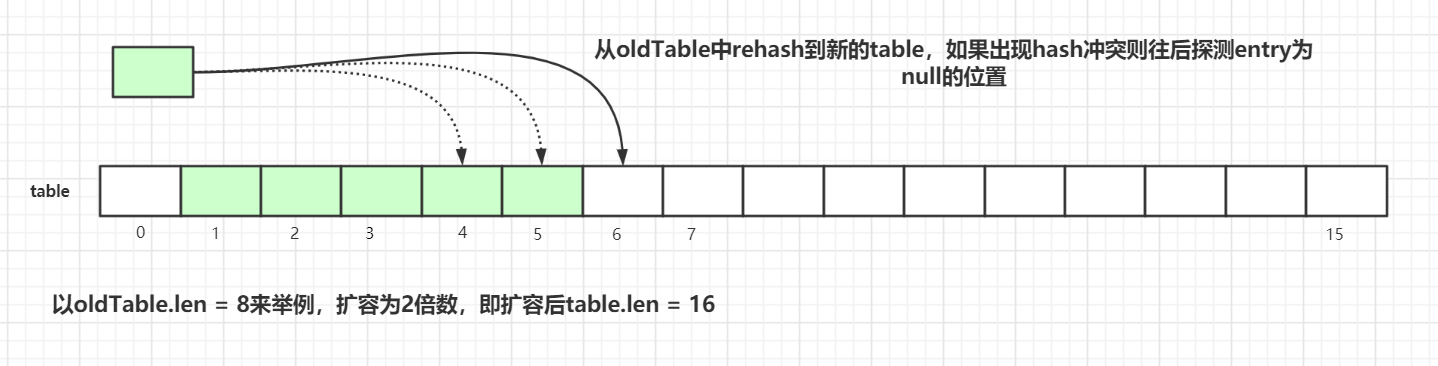 从oldTable中rehash到新的table，如果出现hash冲突则往后探测entry为
null的位置
table
0 1 2 3 4 5 6 7 15
以oldTable.len = 8来举例，扩容为2倍数，即扩容后table.len = 16